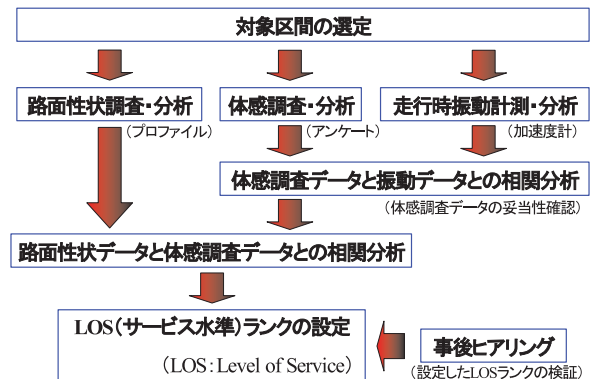 対象区間の選定
路面性状調査・分析
(プロファイル)
体感調査・分析
(アンケート)
走行時振動計測・分析
(加速度計)
体感調査データと振動データとの相関分析
(体感調査データの妥当性確認)
路面性状データと体感調査データとの相関分析
LOS(サービス水準)ランクの設定
(LOS:Level of Service)
事後ヒアリング
(設定したLOSランクの検証)